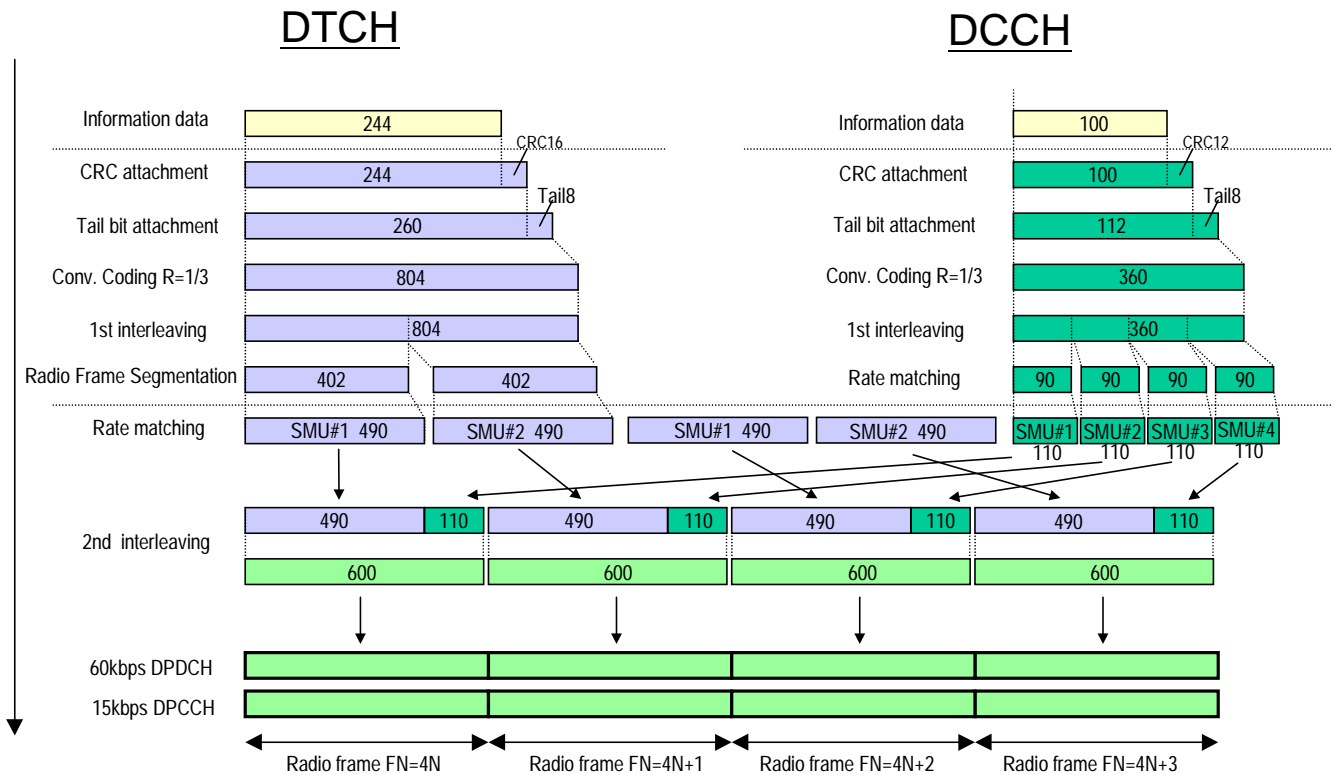 DTCH
DCCH
Information data
244
CRC16
Information data
100
CRC12
CRC attachment
244
CRC attachment
100
Tail8
Tail8
Tail bit attachment
260
Tail bit attachment
112
Conv. Coding R=1/3
804
Conv. Coding R=1/3
360
1st interleaving
804
1st interleaving
360
Radio Frame Segmentation
402
402
Rate matching
90
90
90
90
Rate matching
SMU#1 490
SMU#2 490
SMU#1 490
SMU#2 490
SMU#1
SMU#2
SMU#3
SMU#4
110
110
110
110
2nd interleaving
490
110
490
110
490
110
490
110
600
600
600
600
60kbps DPDCH
15kbps DPCCH
Radio frame FN=4N
Radio frame FN=4N+1
Radio frame FN=4N+2
Radio frame FN=4N+3